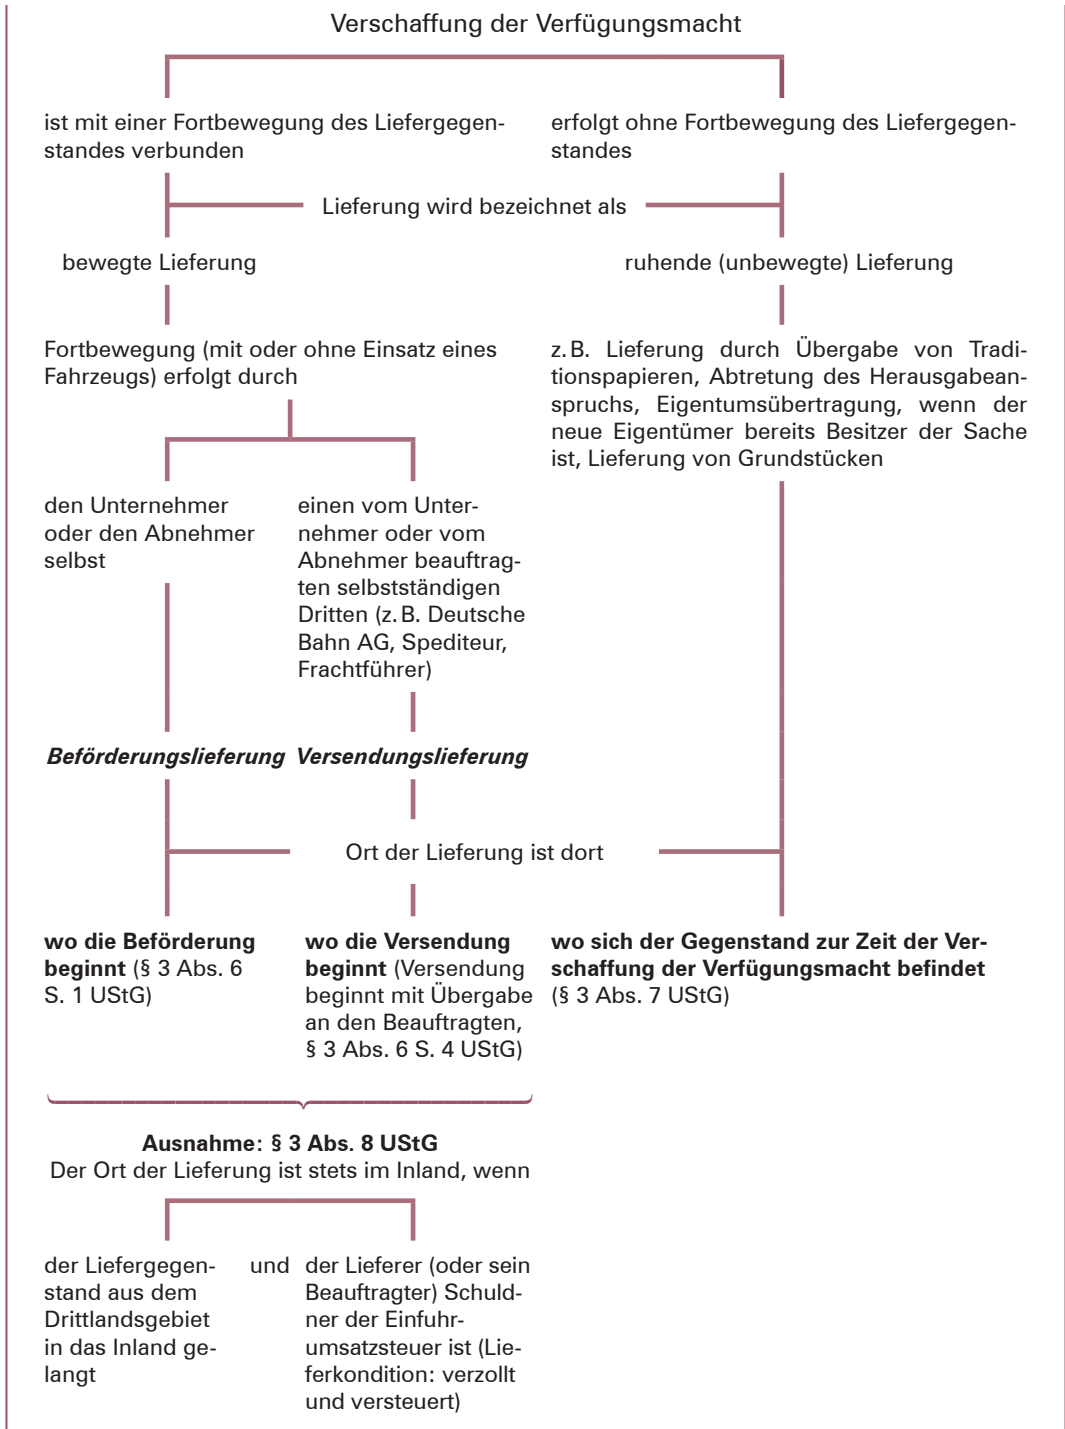 Verschaffung der Verfügungsmacht
ist mit einer Fortbewegung des Liefergegen-
standes verbunden
erfolgt ohne Fortbewegung des Liefergegen-
standes
Lieferung wird bezeichnet als
bewegte Lieferung
ruhende (unbewegte) Lieferung
Fortbewegung (mit oder ohne Einsatz eines
Fahrzeugs) erfolgt durch
z. B. Lieferung durch Übergabe von Tradi-
tionspapieren, Abtretung des Herausgabean-
spruchs, Eigentumsübertragung, wenn der
neue Eigentümer bereits Besitzer der Sache
ist, Lieferung von Grundstücken
den Unternehmer
oder den Abnehmer
selbst
einen vom Unter-
nehmer oder vom
Abnehmer beauftrag-
ten selbstständigen
Dritten (z. B. Deutsche
Bahn AG, Spediteur,
Frachtführer)
Beförderungslieferung
Versendungslieferung
Ort der Lieferung ist dort
wo die Beförderung
beginnt (§ 3 Abs. 6
S. 1 UStG)
wo die Versendung
beginnt (Versendung
beginnt mit Übergabe
an den Beauftragten,
§ 3 Abs. 6 S. 4 UStG)
wo sich der Gegenstand zur Zeit der Ver-
schaffung der Verfügungsmacht befindet
(§ 3 Abs. 7 UStG)
Ausnahme: § 3 Abs. 8 UStG
Der Ort der Lieferung ist stets im Inland, wenn
der Liefergegen-
stand aus dem
Drittlandsgebiet
in das Inland ge-
langt
und
der Lieferer (oder sein
Beauftragter) Schuld-
ner der Einfuhr-
umsatzsteuer ist (Lie-
ferkondition: verzollt
und versteuert)